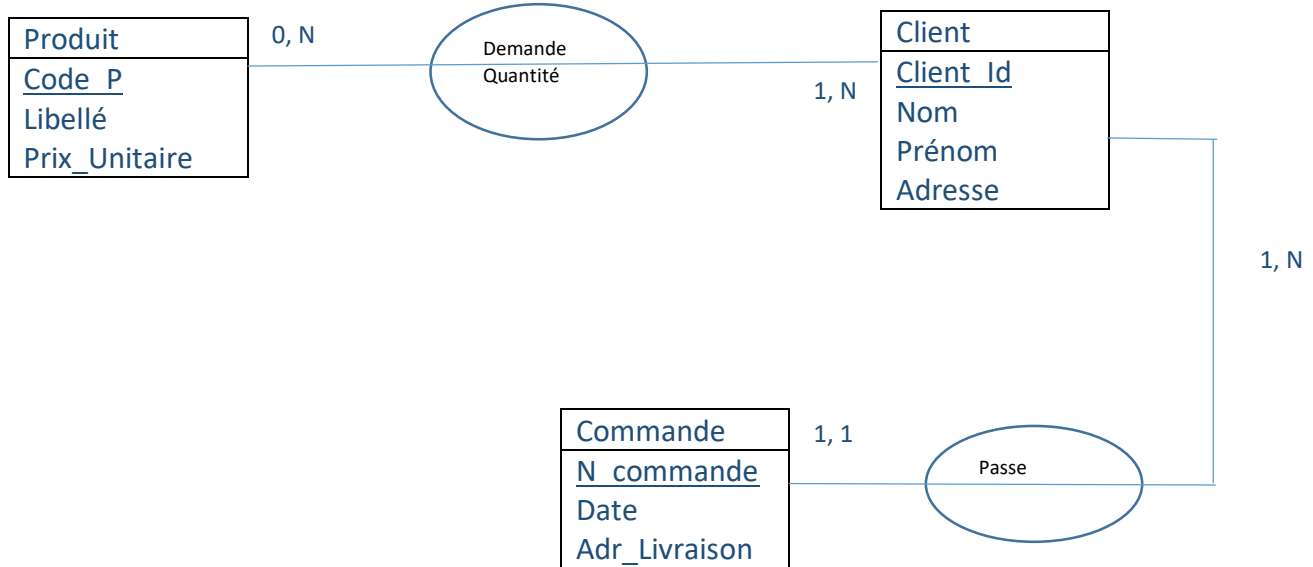 Produit
Code_P
Libellé
Prix_Unitaire
0, N
Demande
Quantité
1, N
Client
Client_Id
Nom
Prénom
Adresse
1, N
Commande
N_commande
Date
Adr_Livraison
1, 1
Passe